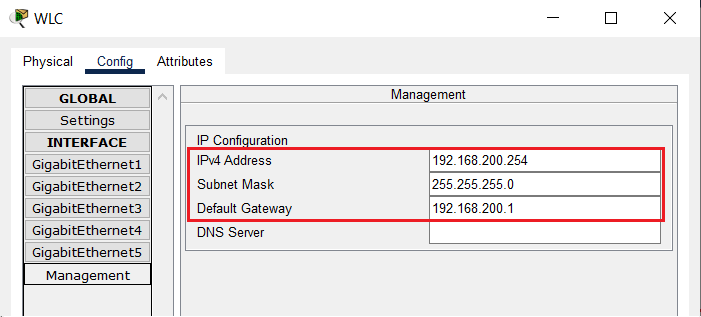 WLC
Physical Config Attributes
GLOBAL
Settings
INTERFACE
GigabitEthernet1
GigabitEthernet2
GigabitEthernet3
GigabitEthernet4
GigabitEthernet5
Management
Management
IP Configuration
IPv4 Address 192.168.200.254
Subnet Mask 255.255.255.0
Default Gateway 192.168.200.1
DNS Server